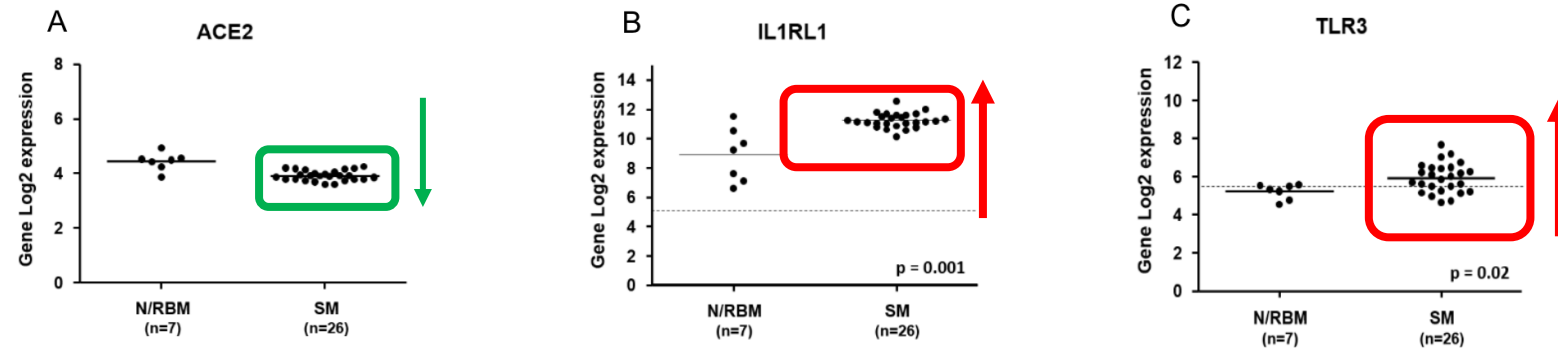 A
ACE2
Gene Log2 expression
8
6
4
2
0
N/RBM
(n=7)
SM
(n=26)
B
IL1RL1
Gene Log2 expression
14
12
10
8
6
4
2
0
p = 0.001
N/RBM
(n=7)
SM
(n=26)
C
TLR3
Gene Log2 expression
12
10
8
6
4
2
0
p = 0.02
N/RBM
(n=7)
SM
(n=26)